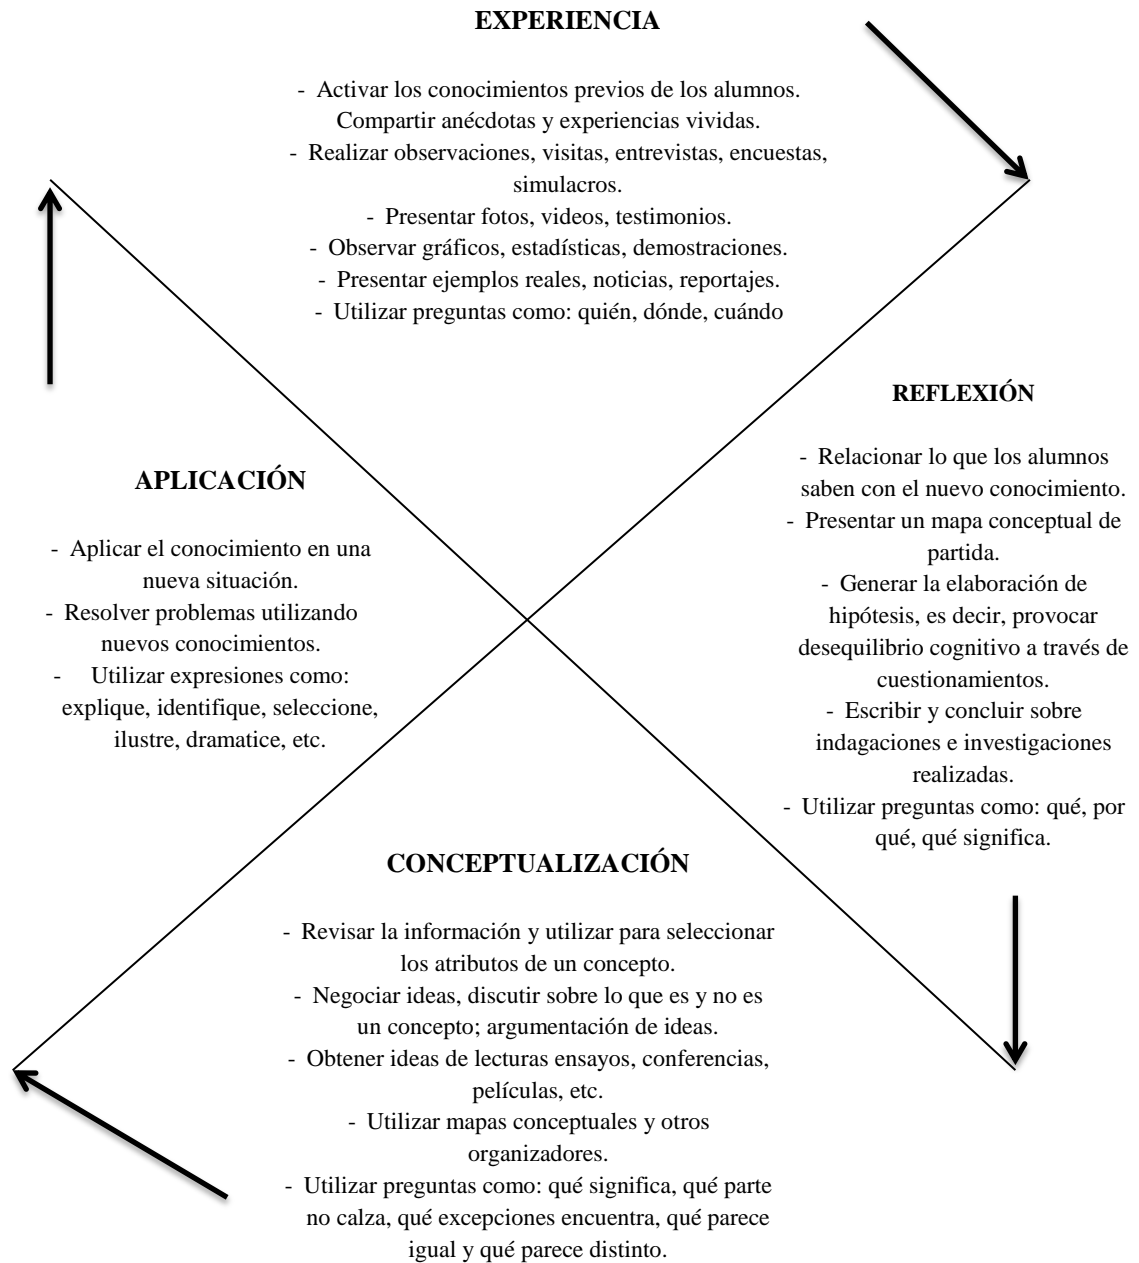 EXPERIENCIA
- Activar los conocimientos previos de los alumnos.
Compartir anécdotas y experiencias vividas.
- Realizar observaciones, visitas, entrevistas, encuestas,
simulacros.
- Presentar fotos, videos, testimonios.
- Observar gráficos, estadísticas, demostraciones.
- Presentar ejemplos reales, noticias, reportajes.
- Utilizar preguntas como: quién, dónde, cuándo
REFLEXIÓN
- Relacionar lo que los alumnos
saben con el nuevo conocimiento.
- Presentar un mapa conceptual de
partida.
- Generar la elaboración de
hipótesis, es decir, provocar
desequilibrio cognitivo a través de
cuestionamientos.
- Escribir y concluir sobre
indagaciones e investigaciones
realizadas.
- Utilizar preguntas como: qué, por
qué, qué significa.
APLICACIÓN
- Aplicar el conocimiento en una
nueva situación.
- Resolver problemas utilizando
nuevos conocimientos.
- Utilizar expresiones como:
explique, identifique, seleccione,
ilustre, dramatice, etc.
CONCEPTUALIZACIÓN
- Revisar la información y utilizar para seleccionar
los atributos de un concepto.
- Negociar ideas, discutir sobre lo que es y no es
un concepto; argumentación de ideas.
- Obtener ideas de lecturas ensayos, conferencias,
películas, etc.
- Utilizar mapas conceptuales y otros
organizadores.
- Utilizar preguntas como: qué significa, qué parte
no calza, qué excepciones encuentra, qué parece
igual y qué parece distinto.